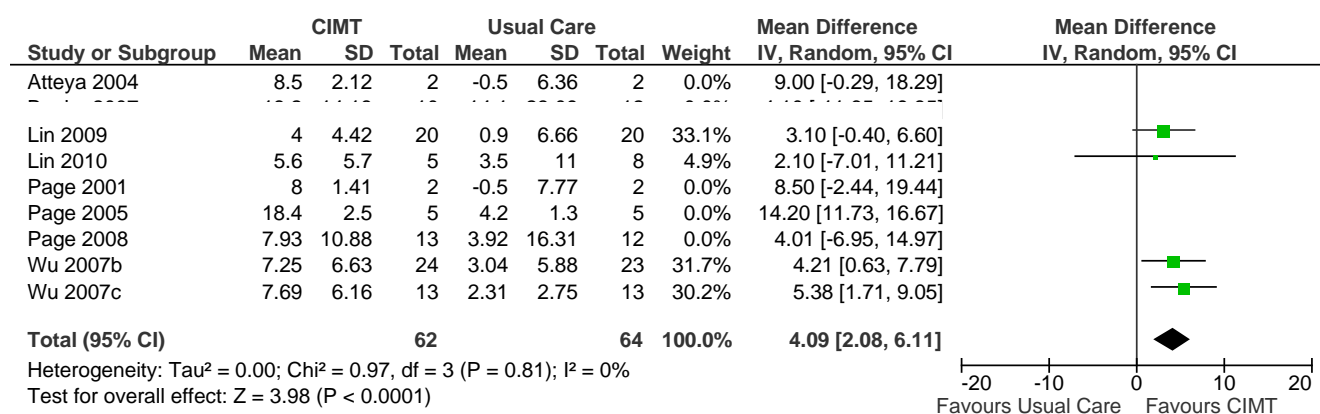 CIMT Usual Care Mean Difference Mean Difference
Study or Subgroup Mean SD Total Mean SD Total Weight IV, Random, 95% CI IV, Random, 95% CI
Atteya 2004 8.5 2.12 2 -0.5 6.36 2 0.0% 9.00 [-0.29, 18.29]
Lin 2009 4 4.42 20 0.9 6.66 20 33.1% 3.10 [-0.40, 6.60]
Lin 2010 5.6 5.7 5 3.5 11 8 4.9% 2.10 [-7.01, 11.21]
Page 2001 8 1.41 2 -0.5 7.77 2 0.0% 8.50 [-2.44, 19.44]
Page 2005 18.4 2.5 5 4.2 1.3 5 0.0% 14.20 [11.73, 16.67]
Page 2008 7.93 10.88 13 3.92 16.31 12 0.0% 4.01 [-6.95, 14.97]
Wu 2007b 7.25 6.63 24 3.04 5.88 23 31.7% 4.21 [0.63, 7.79]
Wu 2007c 7.69 6.16 13 2.31 2.75 13 30.2% 5.38 [1.71, 9.05]
Total (95% CI) 62 64 100.0% 4.09 [2.08, 6.11]
Heterogeneity: Tau² = 0.00; Chi² = 0.97, df = 3 (P = 0.81); I² = 0%
Test for overall effect: Z = 3.98 (P < 0.0001)
-20 -10 0 10 20
Favours Usual Care Favours CIMT